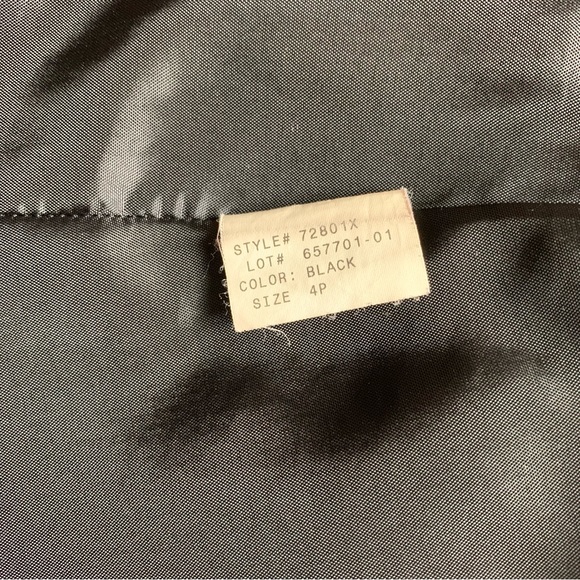 STYLE# 72801X
LOT# 657701-01
COLOR: BLACK
SIZE 4P